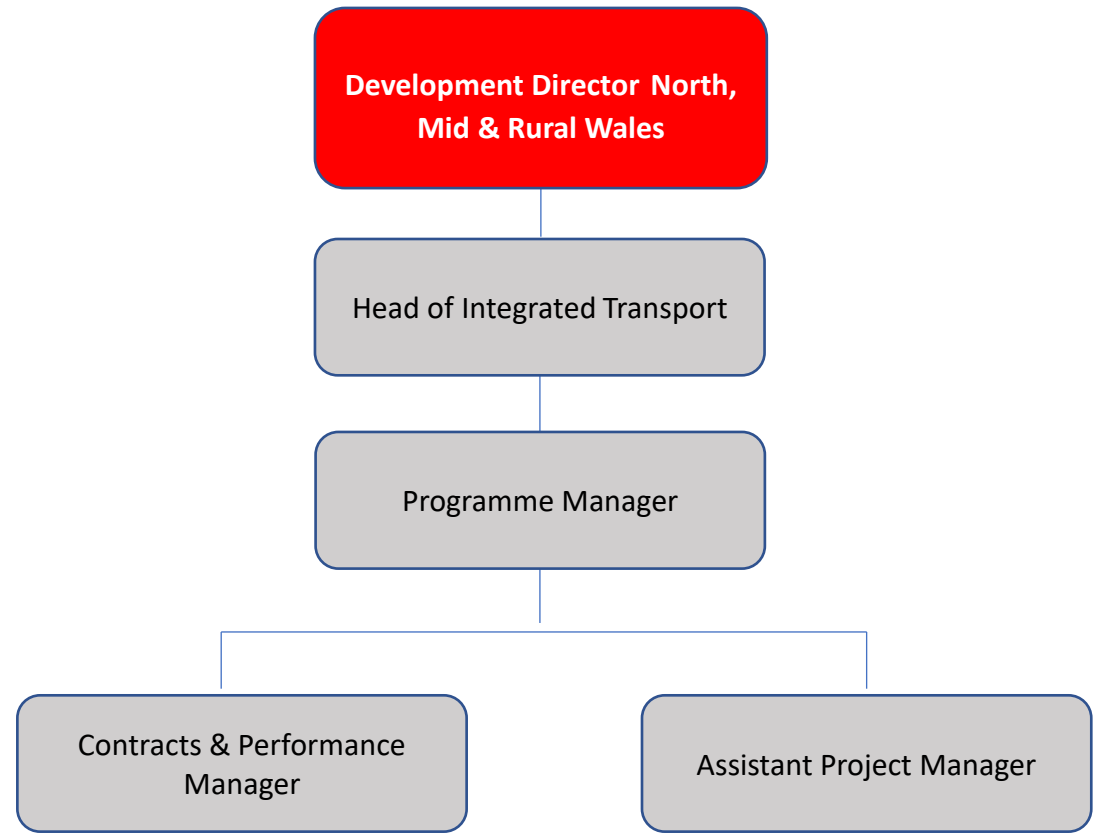 Development Director North,
Mid & Rural Wales
Head of Integrated Transport
Programme Manager
Contracts & Performance
Manager
Assistant Project Manager